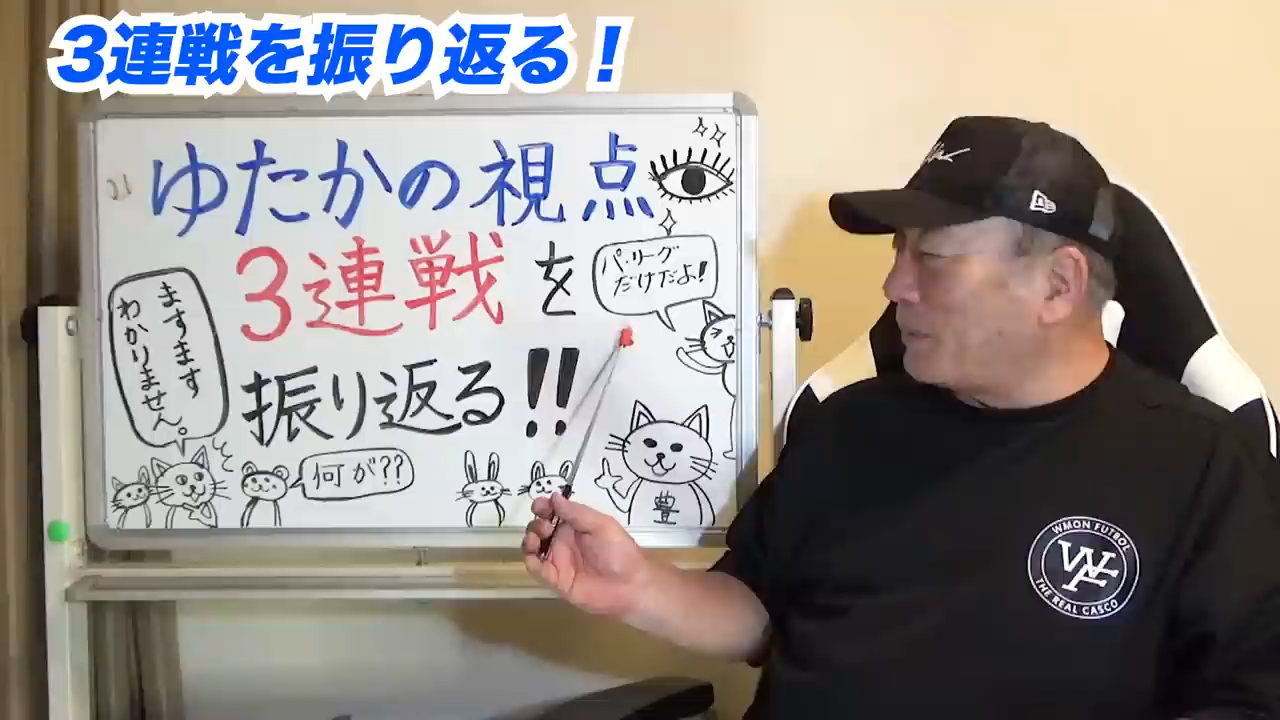 3連戦を振り返る！
ゆたかの視点
3連戦を
振り返る!!
パ・リーグ
だけだよ!
ますます
わかりません。
何が??
豊
WMON FUTBOL
WF
THE REAL CASCO